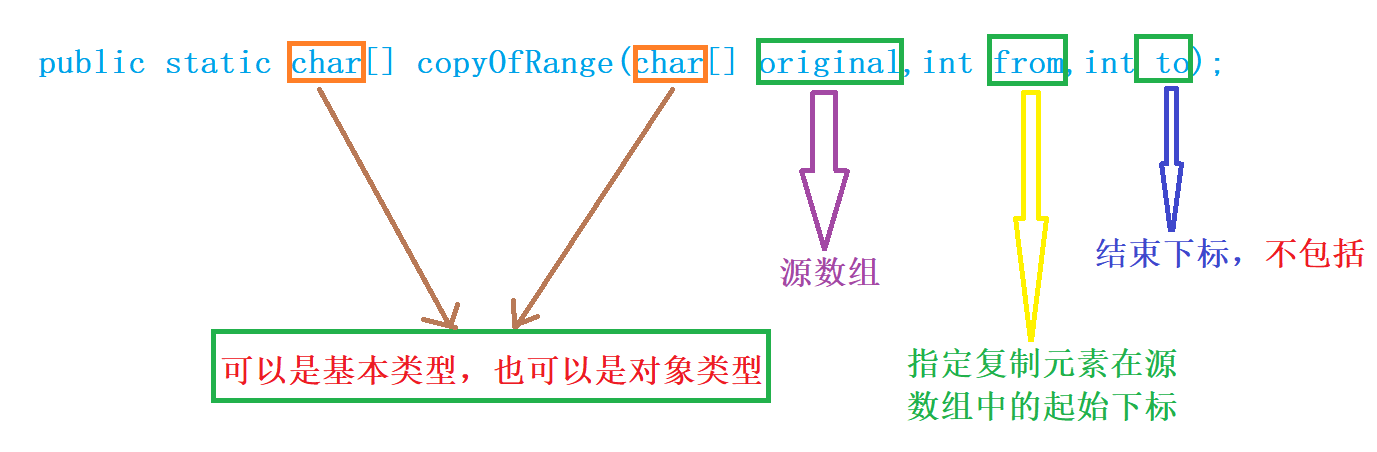 public static char[] copyOfRange(char[] original,int from,int to);
源数组
结束下标，不包括
可以是基本类型，也可以是对象类型
指定复制元素在源
数组中的起始下标